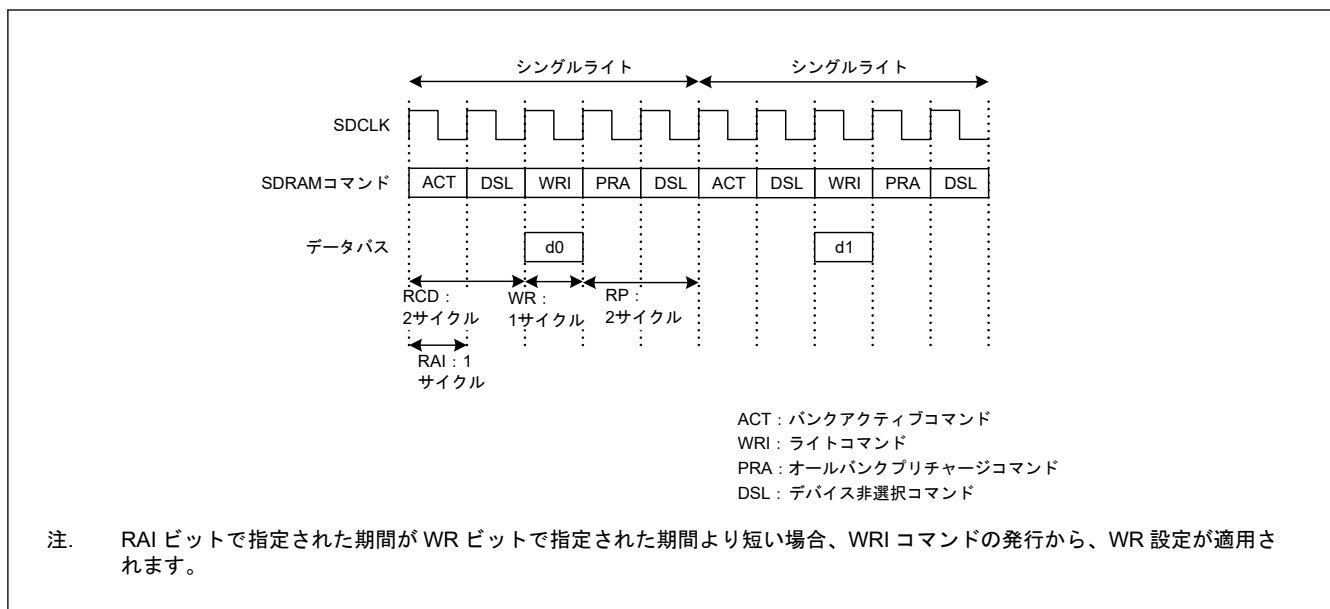 シングルライト シングルライト
SDCLK
SDRAMコマンド ACT DSL WRI PRA DSL ACT DSL WRI PRA DSL
データバス d0 d1
RCD： WR： RP：
2サイクル 1サイクル 2サイクル
RAI：1
サイクル
ACT：バンクアクティブコマンド
WRI：ライトコマンド
PRA：オールバンクプリチャージコマンド
DSL：デバイス非選択コマンド
注. RAI ビットで指定された期間が WR ビットで指定された期間より短い場合、WRI コマンドの発行から、WR 設定が適用さ
れます。